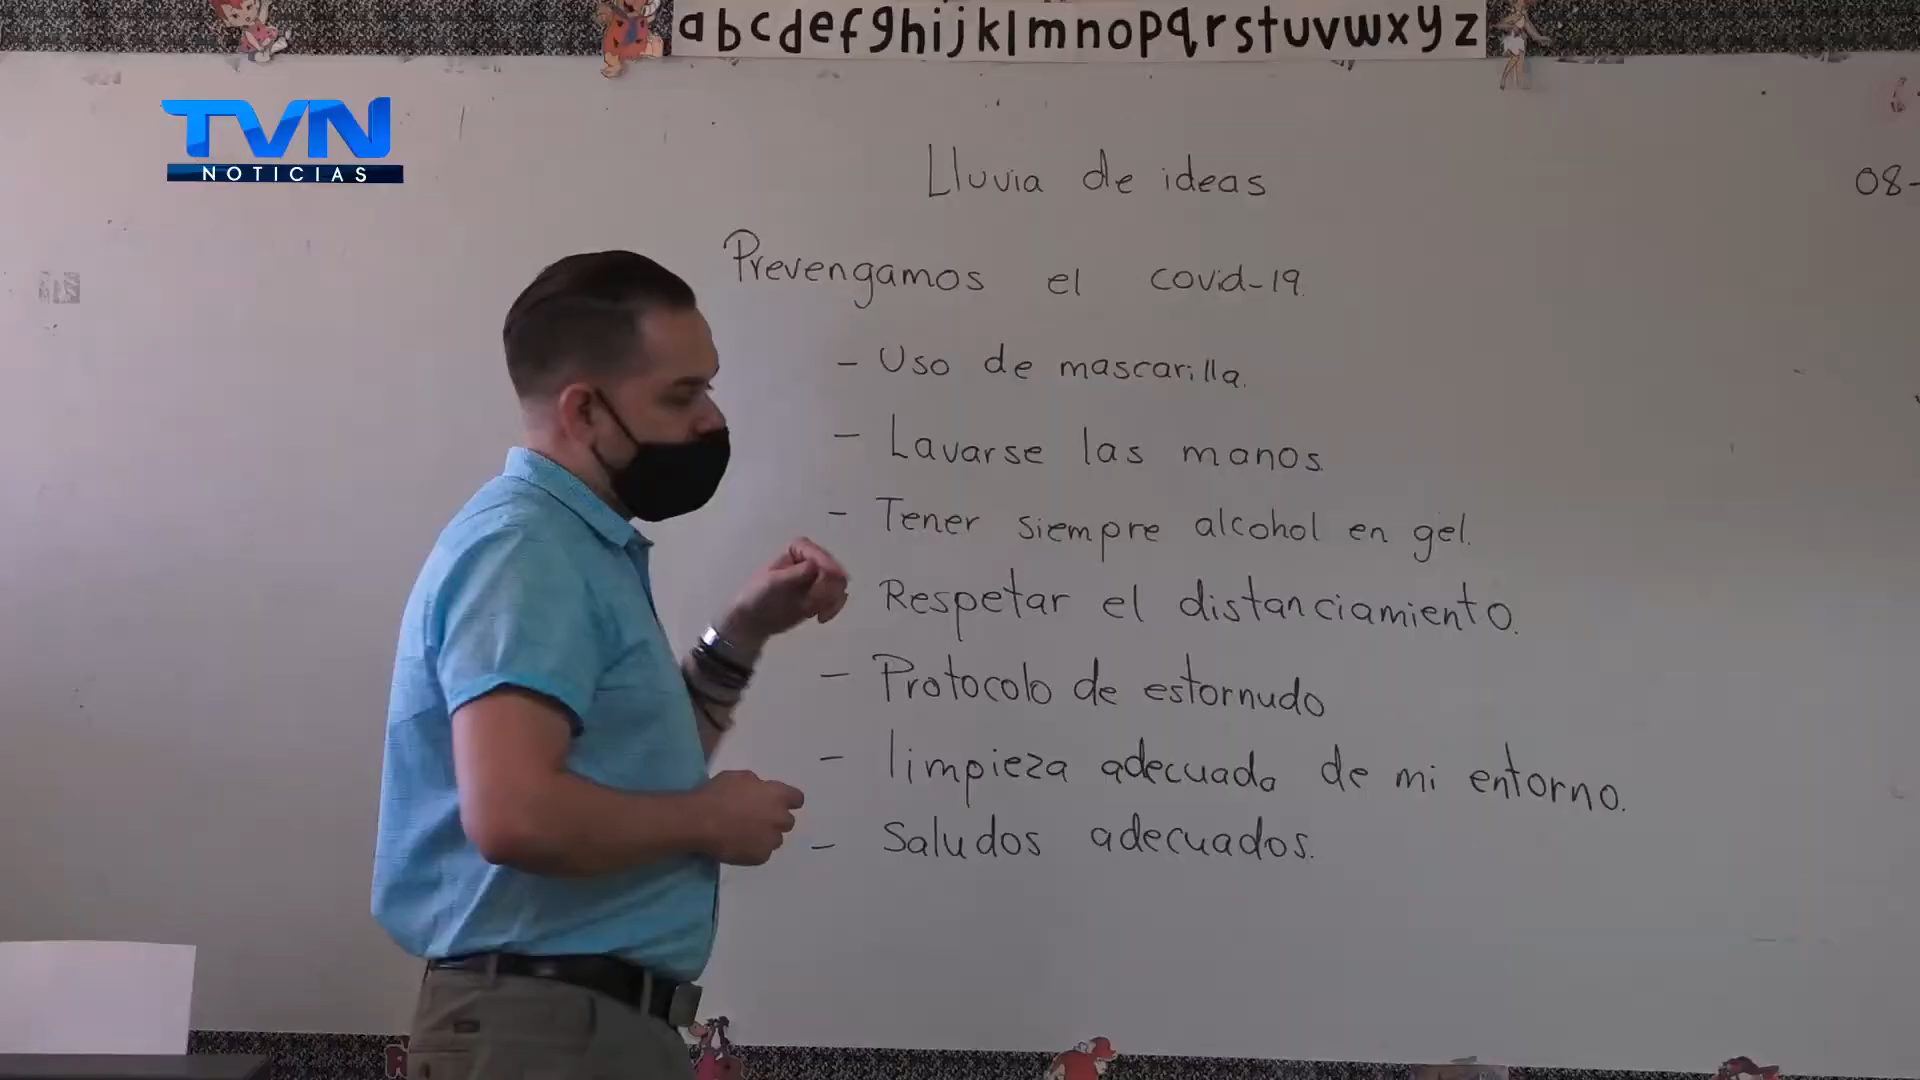 abcdefghijklmnopqrstuvwxyz
TVN
NOTICIAS
Lluvia de ideas
08-
Prevengamos el covid-19.
- Uso de mascarilla.
- Lavarse las manos.
- Tener siempre alcohol en gel.
Respetar el distanciamiento.
- Protocolo de estornudo
- limpieza adecuada de mi entorno.
- Saludos adecuados.